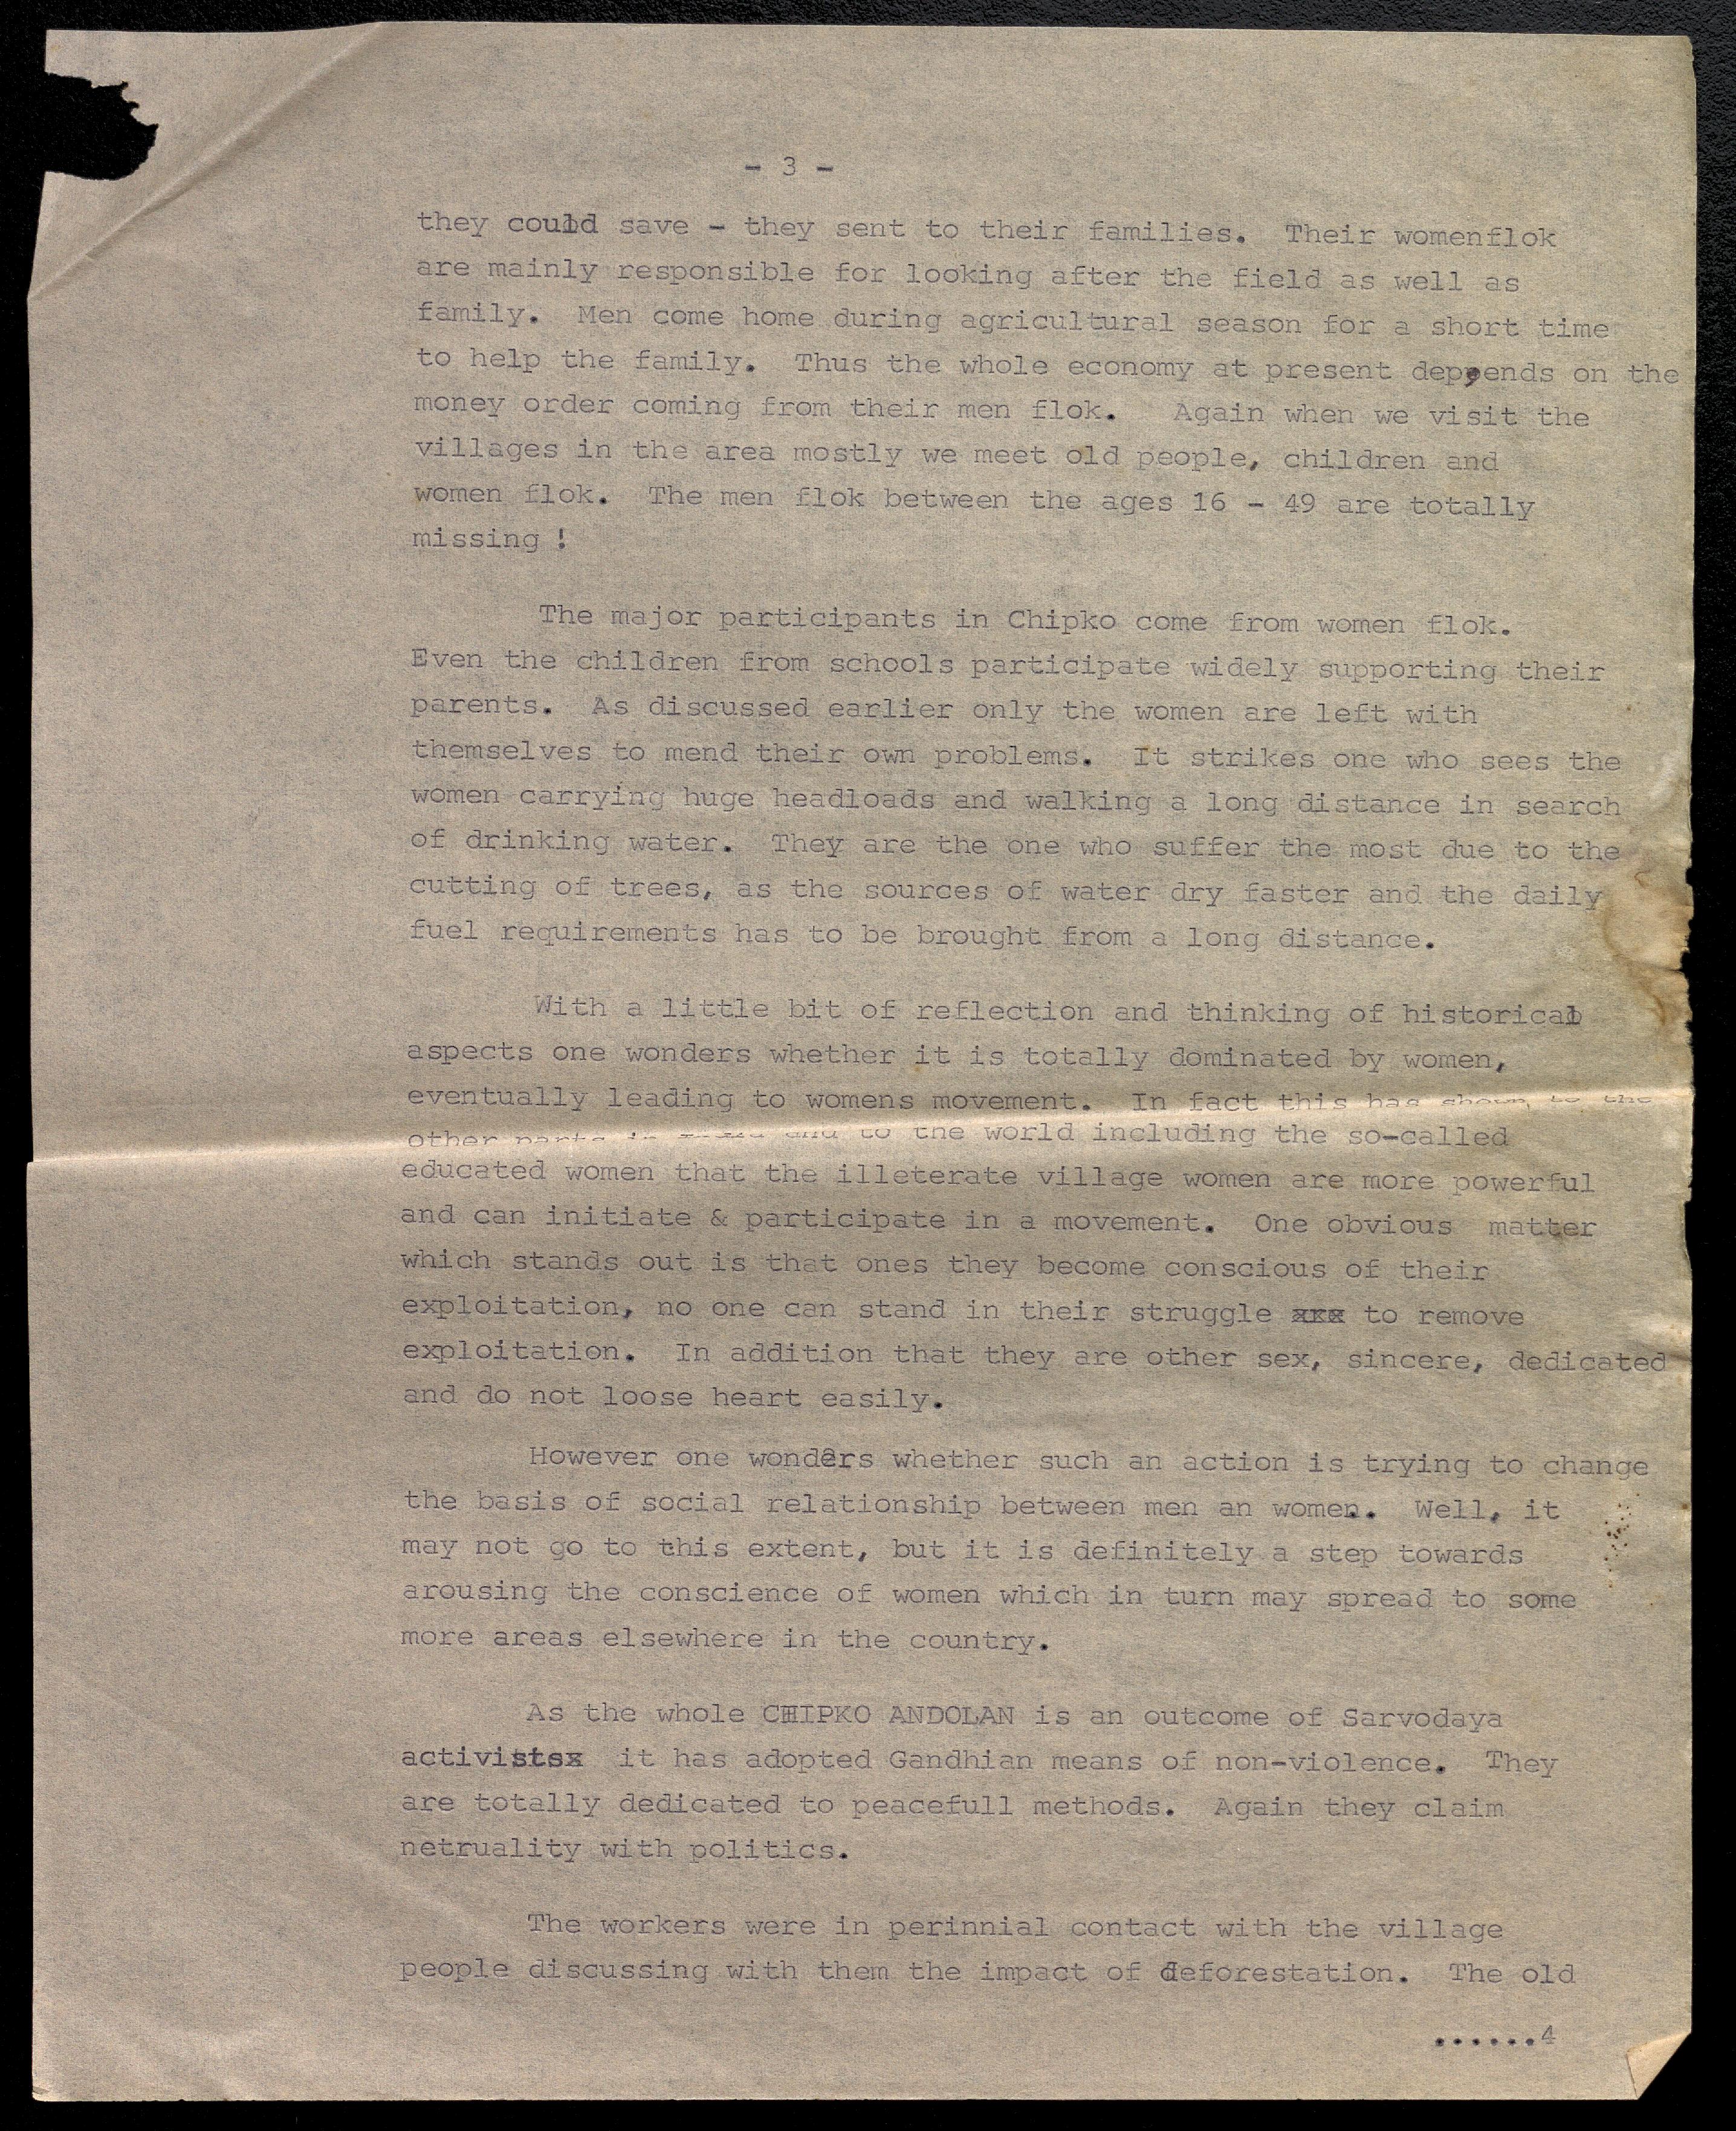 - 3 -
they could save - they sent to their families. Their womenflok
are mainly responsible for looking after the field as well as
family. Men come home during agricultural season for a short time
to help the family. Thus the whole economy at present deppends on the
money order coming from their men flok. Again when we visit the
villages in the area mostly we meet old people, children and
women flok. The men flok between the ages 16 - 49 are totally
missing !
The major participants in Chipko come from women flok.
Even the children from schools participate widely supporting their
parents. As discussed earlier only the women are left with
themselves to mend their own problems. It strikes one who sees the
women carrying huge headloads and walking a long distance in search
of drinking water. They are the one who suffer the most due to the
cutting of trees, as the sources of water dry faster and the daily
fuel requirements has to be brought from a long distance.
With a little bit of reflection and thinking of historical
aspects one wonders whether it is totally dominated by women,
eventually leading to womens movement. In fact this has shown to the
other parts in and to the world including the so-called
educated women that the illeterate village women are more powerful
and can initiate & participate in a movement. One obvious matter
which stands out is that ones they become conscious of their
exploitation, no one can stand in their struggle xxx to remove
exploitation. In addition that they are other sex, sincere, dedicated
and do not loose heart easily.
However one wonders whether such an action is trying to change
the basis of social relationship between men an women. Well, it
may not go to this extent, but it is definitely a step towards
arousing the conscience of women which in turn may spread to some
more areas elsewhere in the country.
As the whole CHIPKO ANDOLAN is an outcome of Sarvodaya
activistsx it has adopted Gandhian means of non-violence. They
are totally dedicated to peacefull methods. Again they claim
netruality with politics.
The workers were in perinnial contact with the village
people discussing with them the impact of deforestation. The old
......4